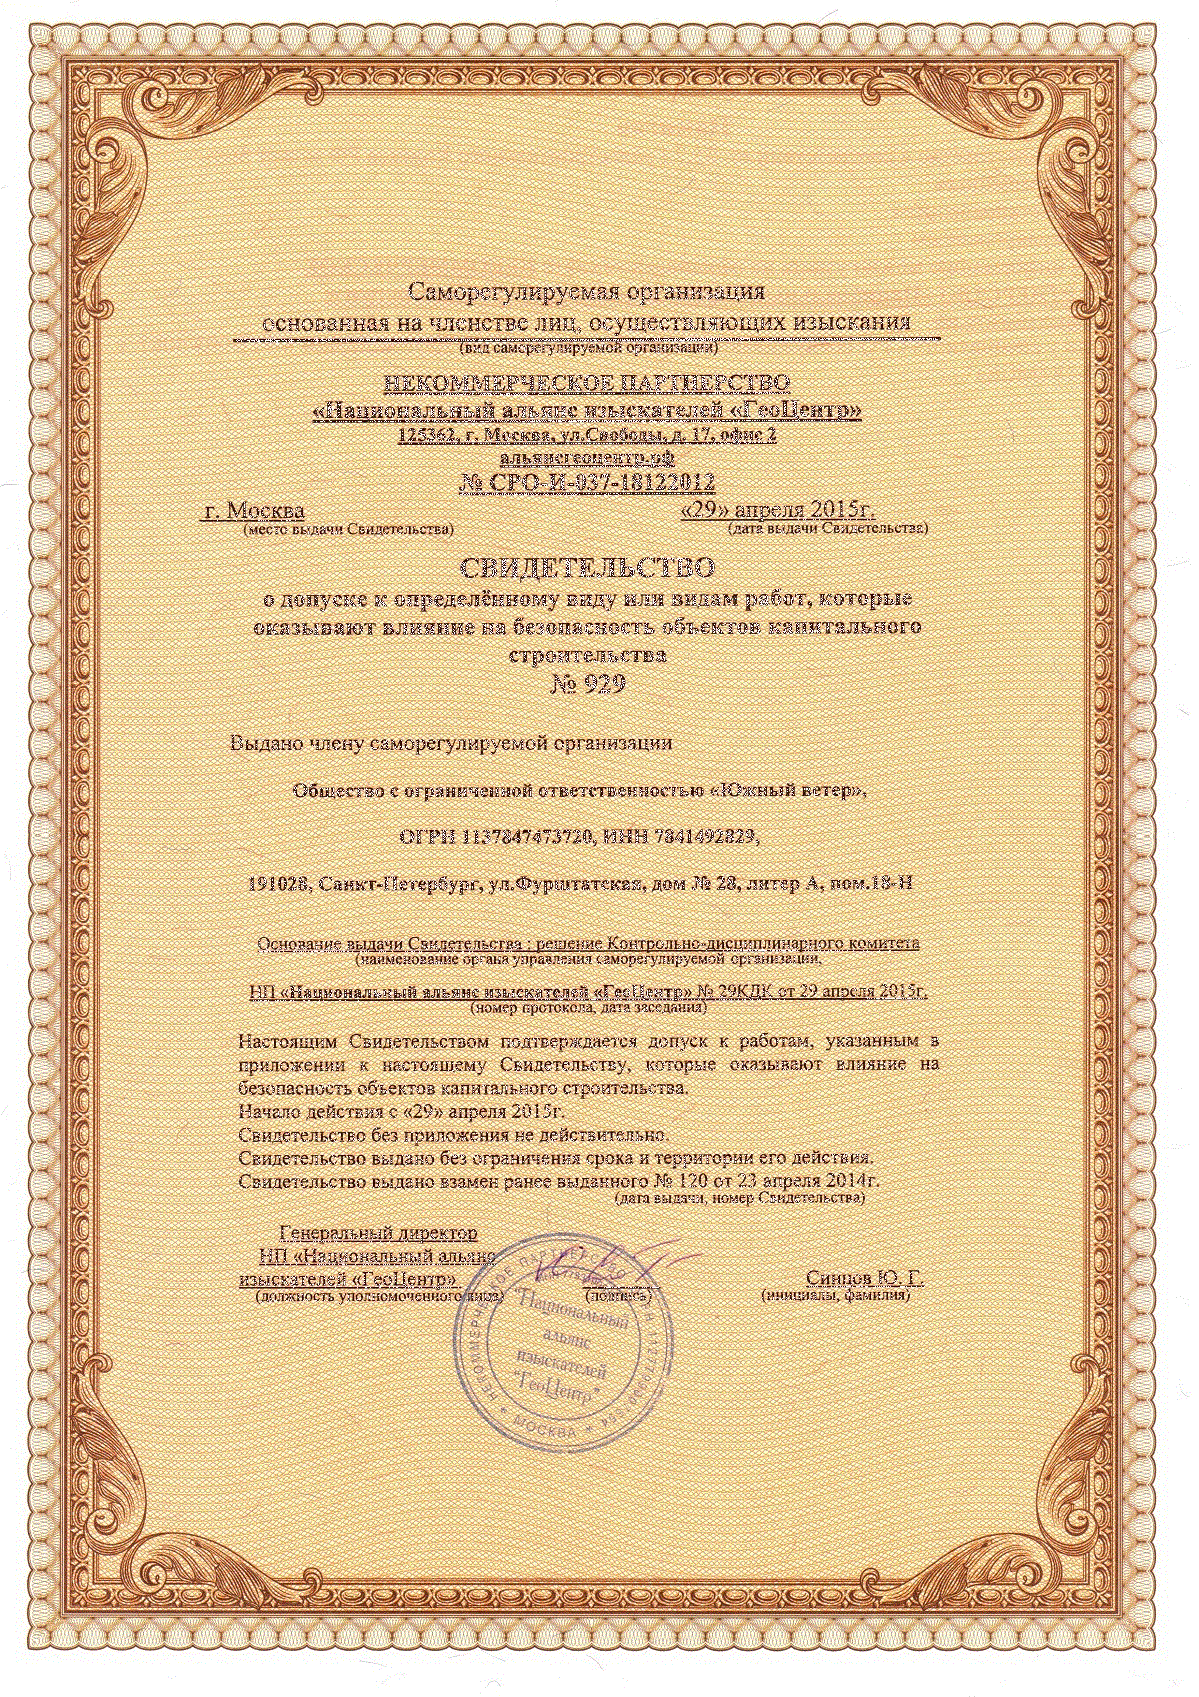 Саморегулируемая организация
основанная на членстве лиц, осуществляющих изыскания
(вид саморегулируемой организации)
НЕКОММЕРЧЕСКОЕ ПАРТНЕРСТВО
«Национальный альянс изыскателей «ГеоЦентр»
125362, г. Москва, ул.Свободы, д. 17, офис 2
альянсгеоцентр.рф
№ СРО-И-037-18122012
г. Москва «29» апреля 2015г.
(место выдачи Свидетельства) (дата выдачи Свидетельства)
СВИДЕТЕЛЬСТВО
о допуске к определённому виду или видам работ, которые
оказывают влияние на безопасность объектов капитального
строительства
№ 929
Выдано члену саморегулируемой организации
Общество с ограниченной ответственностью «Южный ветер»,
ОГРН 1137847473720, ИНН 7841492829,
191028, Санкт-Петербург, ул.Фурштатская, дом № 28, литер А, пом.18-Н
Основание выдачи Свидетельства : решение Контрольно-дисциплинарного комитета
(наименование органа управления саморегулируемой организации,
НП «Национальный альянс изыскателей «ГеоЦентр» № 29КДК от 29 апреля 2015г.
(номер протокола, дата заседания)
Настоящим Свидетельством подтверждается допуск к работам, указанным в
приложении к настоящему Свидетельству, которые оказывают влияние на
безопасность объектов капитального строительства.
Начало действия с «29» апреля 2015г.
Свидетельство без приложения не действительно.
Свидетельство выдано без ограничения срока и территории его действия.
Свидетельство выдано взамен ранее выданного № 120 от 23 апреля 2014г.
(дата выдачи, номер Свидетельства)
Генеральный директор
НП «Национальный альянс
изыскателей «ГеоЦентр» Синцов Ю. Г.
(должность уполномоченного лица) (подпись) (инициалы, фамилия)
НЕКОММЕРЧЕСКОЕ ПАРТНЕРСТВО
"Национальный
альянс
изыскателей
"ГеоЦентр"
* МОСКВА *